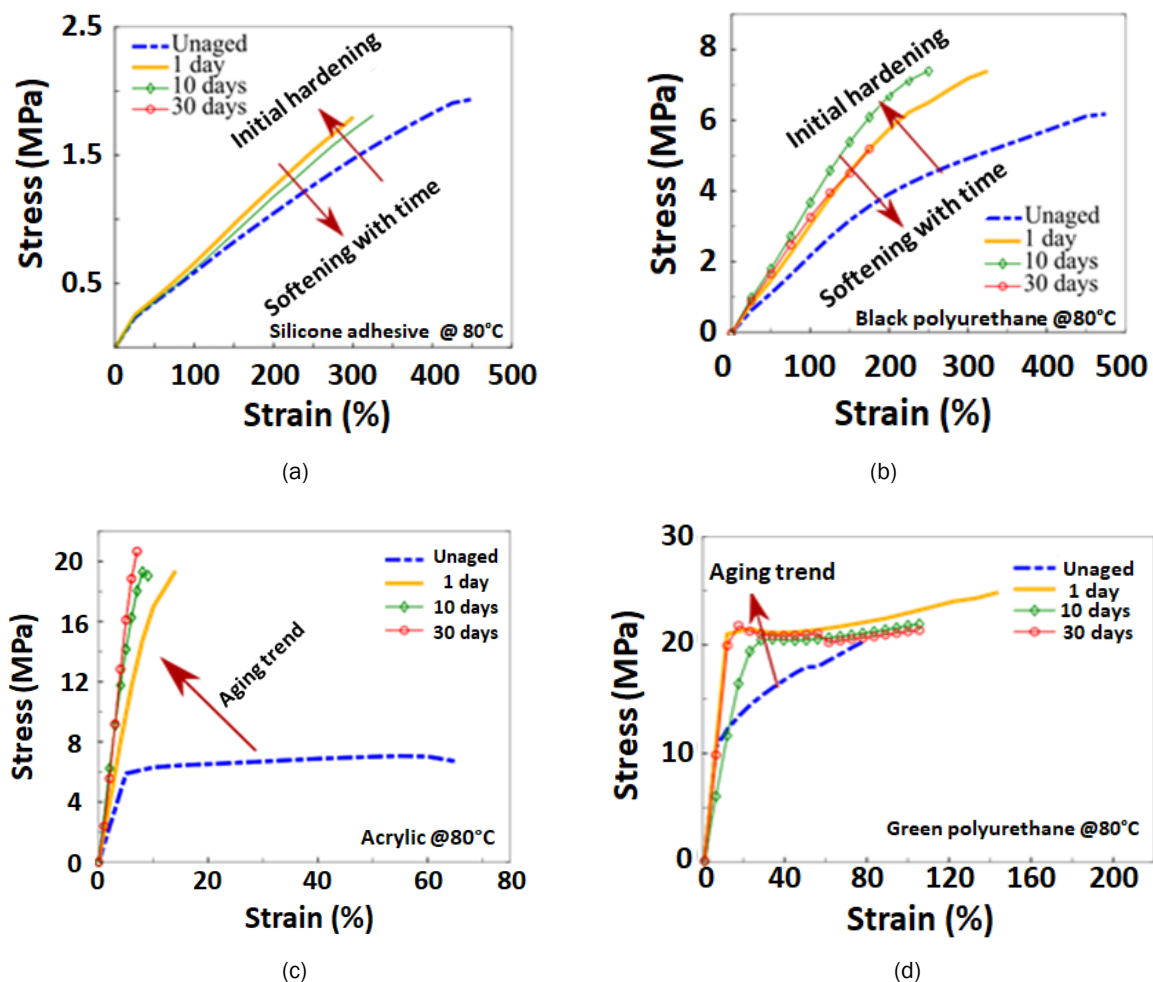 2.5
1.5
0.5
Stress (MPa)
Unaged
1 day
10 days
30 days
Initial hardening
Softening with time
Silicone adhesive @ 80°C
0 100 200 300 400 500
Strain (%)
(a)
8
6
4
2
0
Stress (MPa)
Initial hardening
Softening with time
Unaged
1 day
10 days
30 days
Black polyurethane @80°C
0 100 200 300 400 500
Strain (%)
(b)
20
16
12
8
4
0
Stress (MPa)
Unaged
1 day
10 days
30 days
Aging trend
Acrylic @80°C
0 20 40 60 80
Strain (%)
(c)
30
20
10
0
Stress (MPa)
Aging trend
Unaged
1 day
10 days
30 days
Green polyurethane @80°C
0 40 80 120 160 200
Strain (%)
(d)